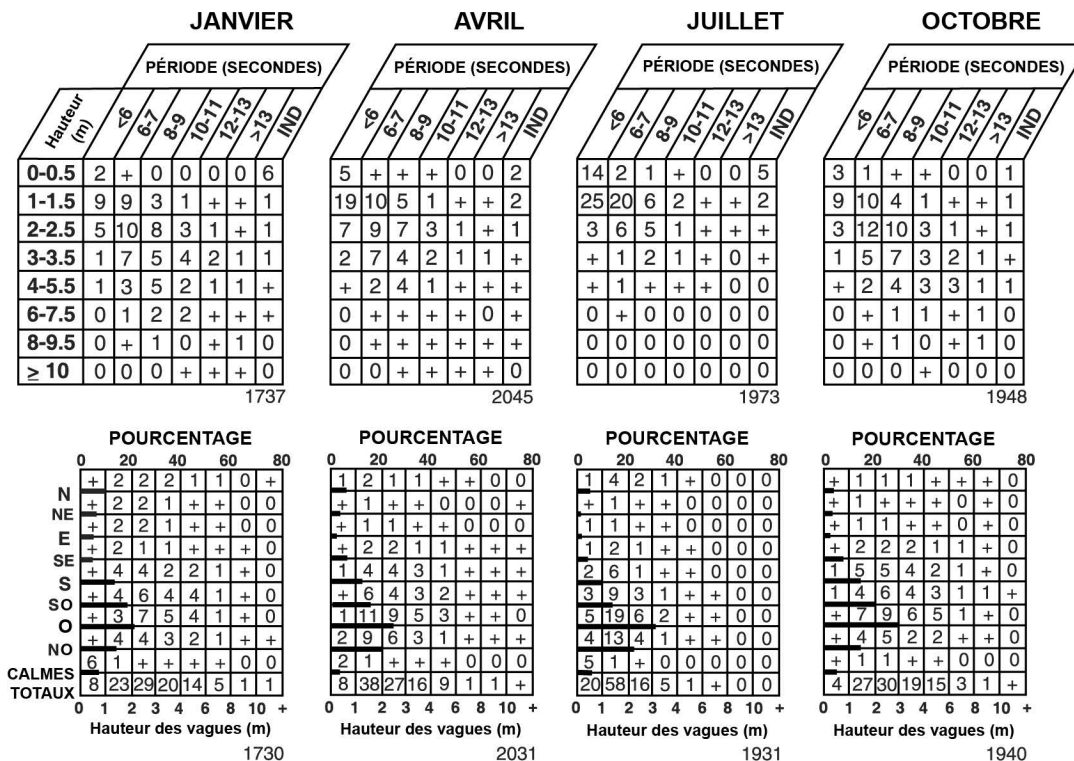 JANVIER AVRIL JUILLET OCTOBRE
PÉRIODE (SECONDES) PÉRIODE (SECONDES) PÉRIODE (SECONDES) PÉRIODE (SECONDES)
Hauteur (m) <6 6-7 8-9 10-11 12-13 >13 IND <6 6-7 8-9 10-11 12-13 >13 IND <6 6-7 8-9 10-11 12-13 >13 IND <6 6-7 8-9 10-11 12-13 >13 IND
0-0.5 2 + 0 0 0 0 6 5 + + + 0 0 2 14 2 1 + 0 0 5 3 1 + + 0 0 1
1-1.5 9 9 3 1 + + 1 19 10 5 1 + + 2 25 20 6 2 + + 2 9 10 4 1 + + 1
2-2.5 5 10 8 3 1 + 1 7 9 7 3 1 + 1 3 6 5 1 + + + 3 12 10 3 1 + 1
3-3.5 1 7 5 4 2 1 1 2 7 4 2 1 1 + + 1 2 1 + 0 + 1 5 7 3 2 1 +
4-5.5 1 3 5 2 1 1 + + 2 4 1 + + + + 1 + + + 0 0 + 2 4 3 3 1 1
6-7.5 0 1 2 2 + + + 0 + + + + 0 + 0 + 0 0 0 0 0 0 + 1 1 1 + 0
8-9.5 0 + 1 0 + 1 0 0 + + + + + + 0 0 0 0 0 0 0 0 + 1 0 + 1 0
≥ 10 0 0 0 + + + 0 0 0 + + + + 0 0 0 0 0 0 0 0 0 0 0 + 0 0 0
1737 2045 1973 1948
POURCENTAGE POURCENTAGE POURCENTAGE POURCENTAGE
0 20 40 60 80 0 20 40 60 80 0 20 40 60 80 0 20 40 60 80
N + 2 2 2 1 1 0 + 1 2 1 1 + + 0 0 1 4 2 1 + 0 0 0 + 1 1 1 + + + 0
NE + 2 2 1 + + 0 0 + 1 + + 0 0 0 + + 1 + + 0 0 0 0 + 1 + + + 0 + 0
E + 2 2 1 + + 0 0 + 1 1 + + 0 0 0 1 1 + + 0 0 0 0 + 1 1 + + 0 0 0
SE + 2 1 1 + + + 0 + 2 2 1 1 + + + 1 2 1 + + 0 0 0 + 2 2 2 1 1 + 0
S + 4 4 2 2 1 + 0 1 4 4 3 1 + + + 2 6 1 + + 0 0 0 1 5 5 4 2 1 + 0
SO + 4 6 4 4 1 + 0 + 6 4 3 2 + + + 3 9 3 1 + + 0 0 1 4 6 4 3 1 1 +
O + 3 7 5 4 1 + + 1 11 9 5 3 + + 0 5 19 6 2 + + 0 0 + 7 9 6 5 1 + 0
NO + 4 4 3 2 1 + + 2 9 6 3 1 + + + 4 13 4 1 + + 0 0 + 4 5 2 2 + + 0
CALMES 6 1 + + + + 0 0 2 1 + + + 0 0 0 5 1 + 0 0 0 0 0 + 1 1 + + + 0 0
TOTAUX 8 23 29 20 14 5 1 1 8 38 27 16 9 1 1 + 20 58 16 5 1 + 0 0 4 27 30 19 15 3 1 +
0 1 2 3 4 6 8 10 + 0 1 2 3 4 6 8 10 + 0 1 2 3 4 6 8 10 + 0 1 2 3 4 6 8 10 +
Hauteur des vagues (m) Hauteur des vagues (m) Hauteur des vagues (m) Hauteur des vagues (m)
1730 2031 1931 1940